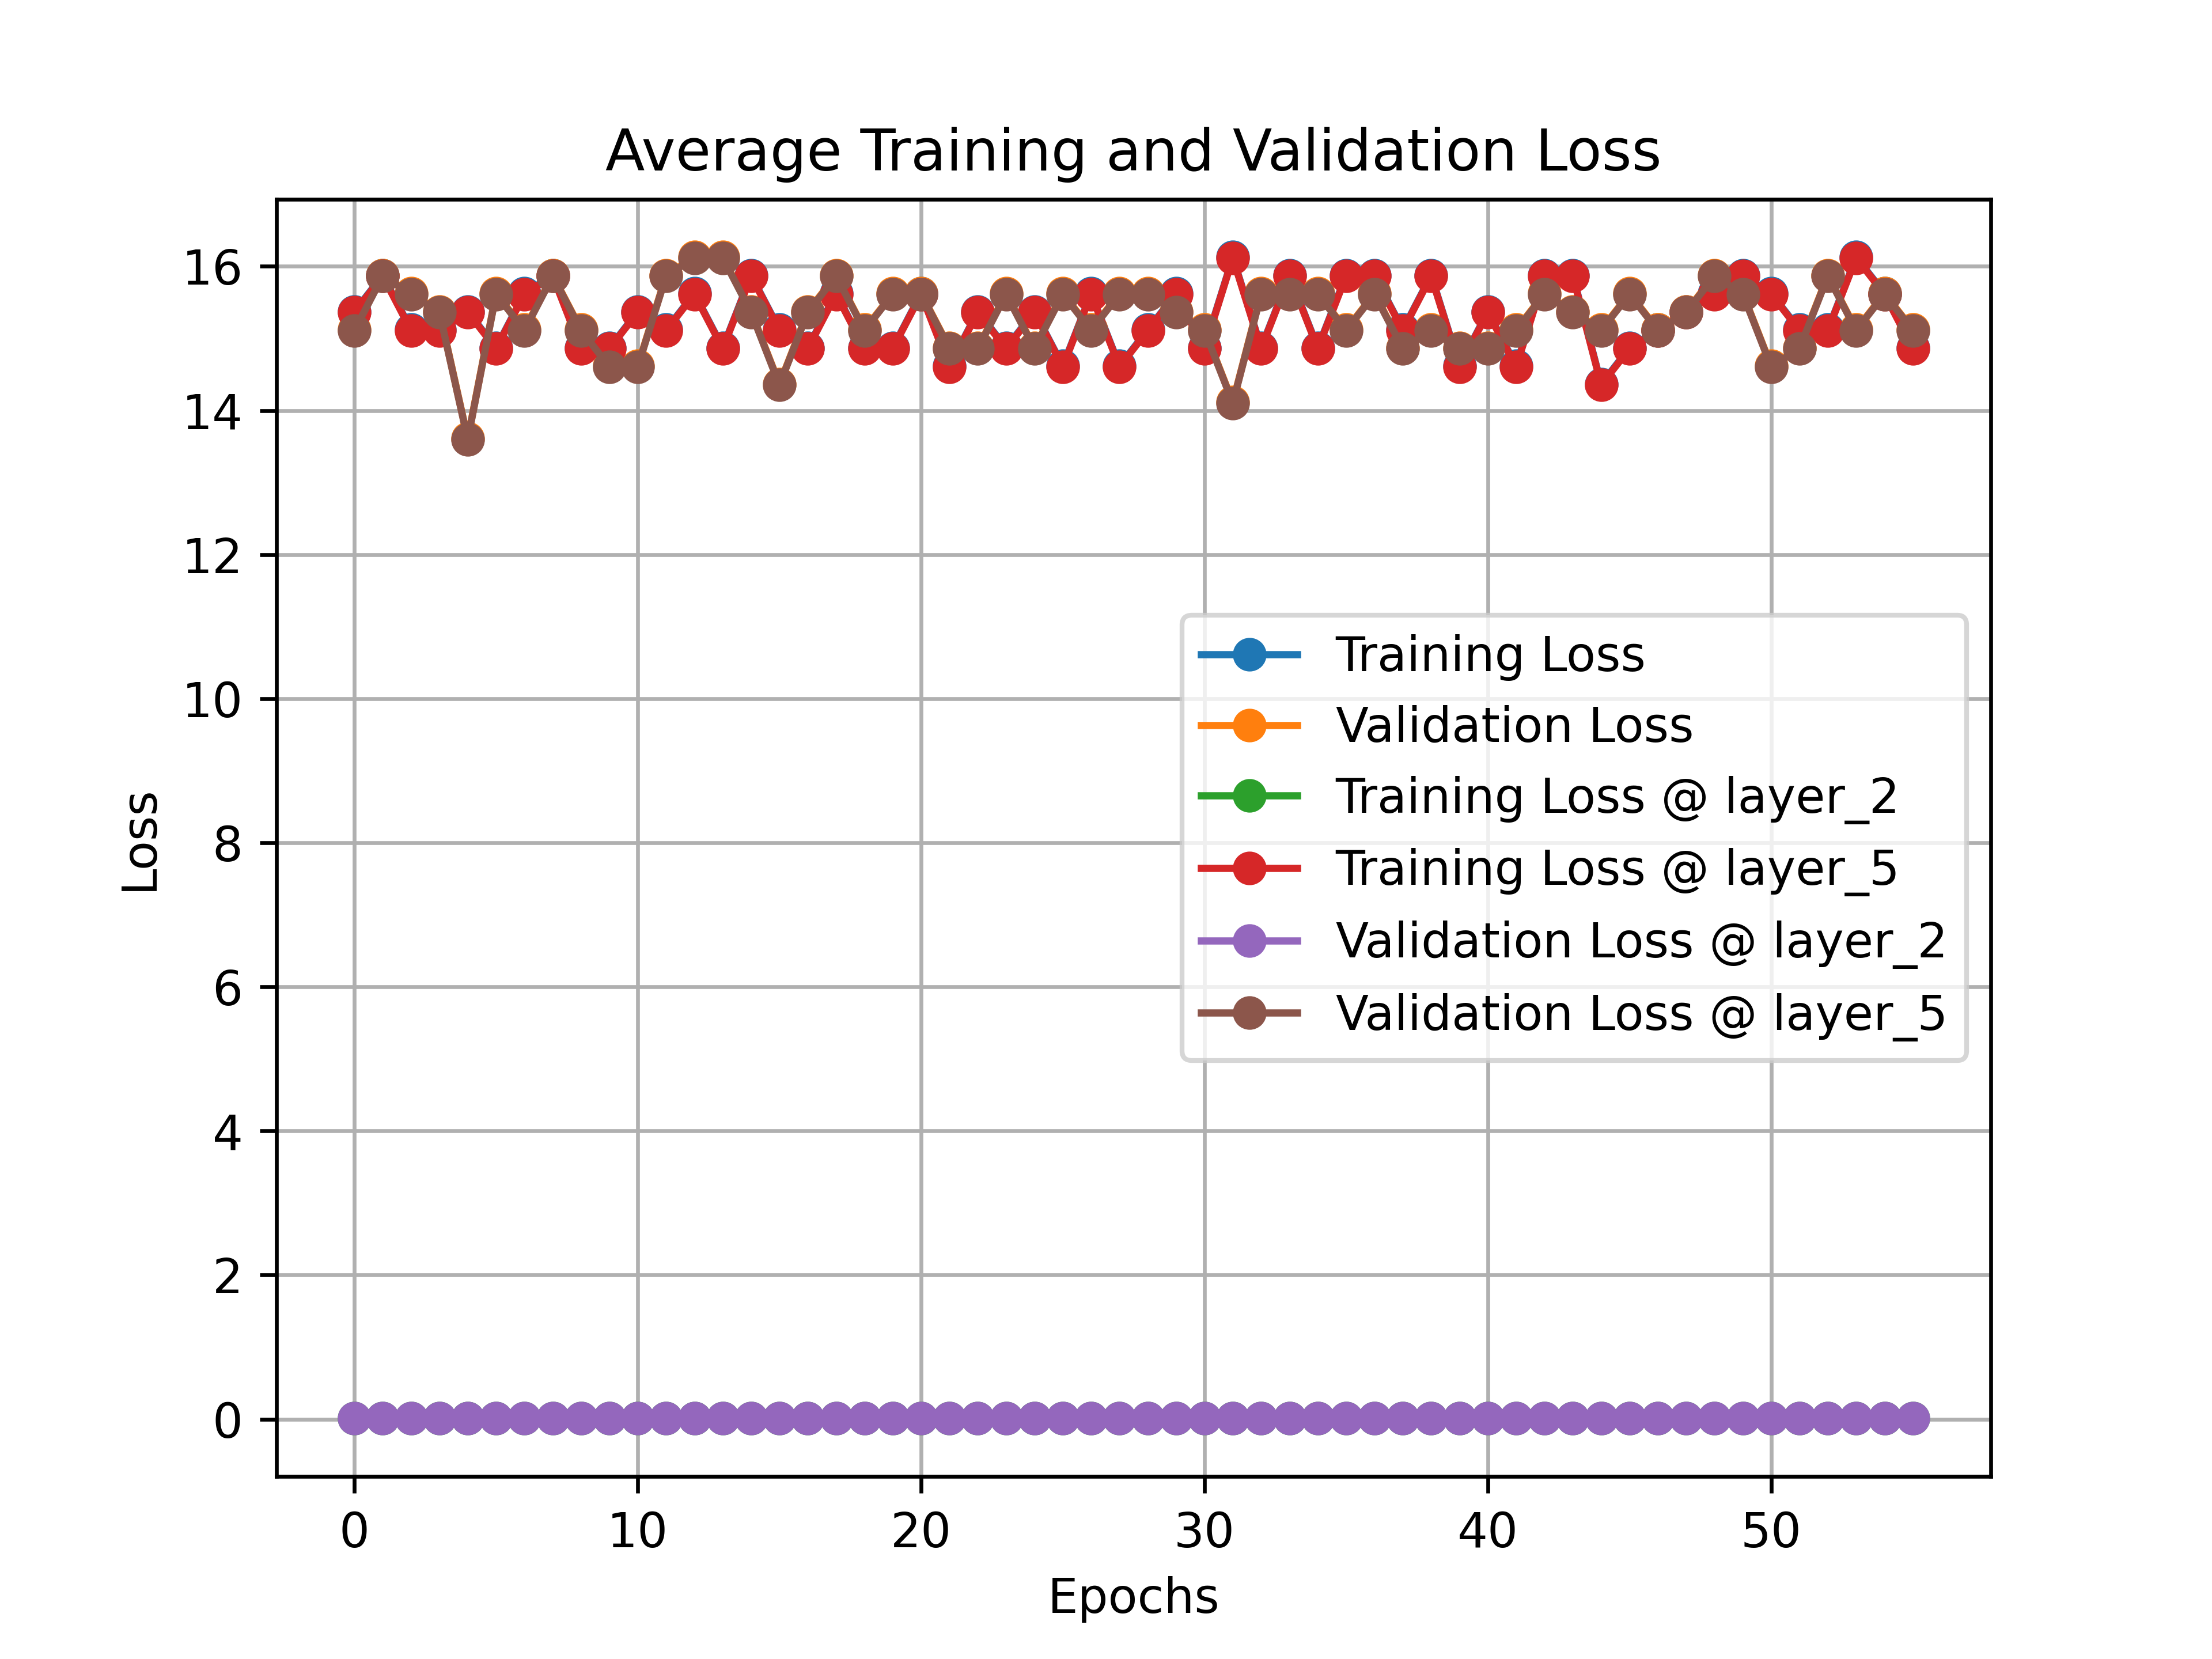 Average Training and Validation Loss
16
14
12
10
8
6
4
2
0
Loss
Training Loss
Validation Loss
Training Loss @ layer_2
Training Loss @ layer_5
Validation Loss @ layer_2
Validation Loss @ layer_5
0 10 20 30 40 50
Epochs